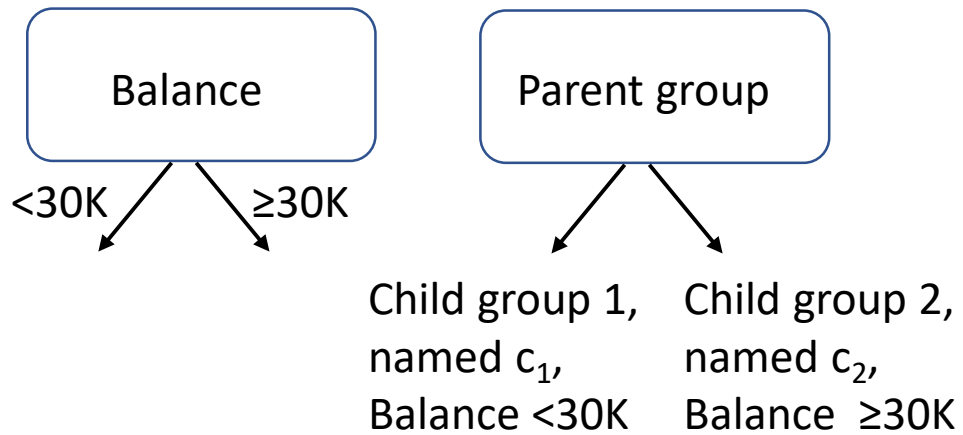 Balance
<30K
≥30K
Parent group
Child group 1,
named c₁,
Balance <30K
Child group 2,
named c₂,
Balance ≥30K